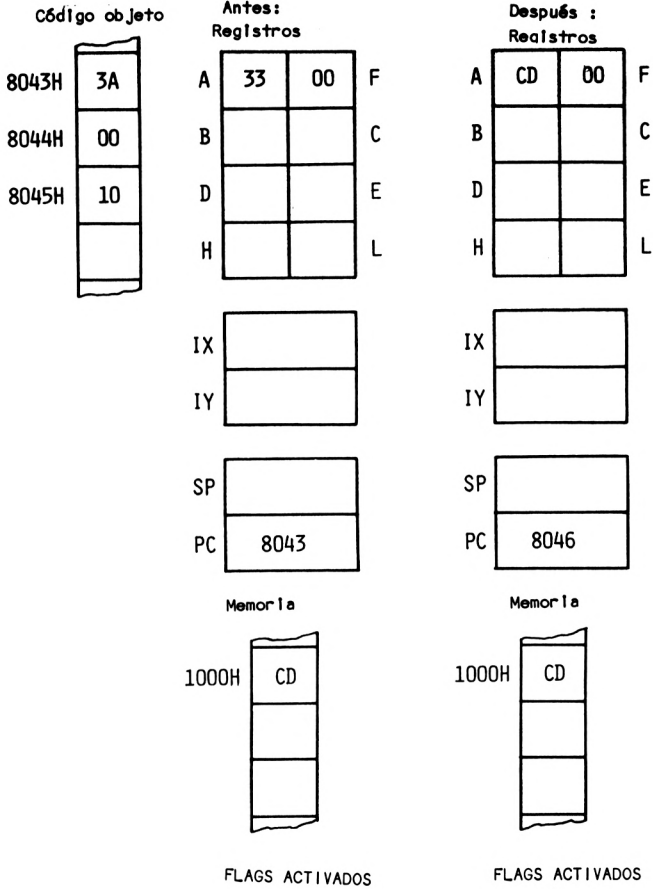 Código objeto
8043H 3A
8044H 00
8045H 10
Antes:
Registros
A 33 00 F
B C
D E
H L
IX
IY
SP
PC 8043
Memoria
1000H CD
FLAGS ACTIVADOS
Después :
Registros
A CD 00 F
B C
D E
H L
IX
IY
SP
PC 8046
Memoria
1000H CD
FLAGS ACTIVADOS